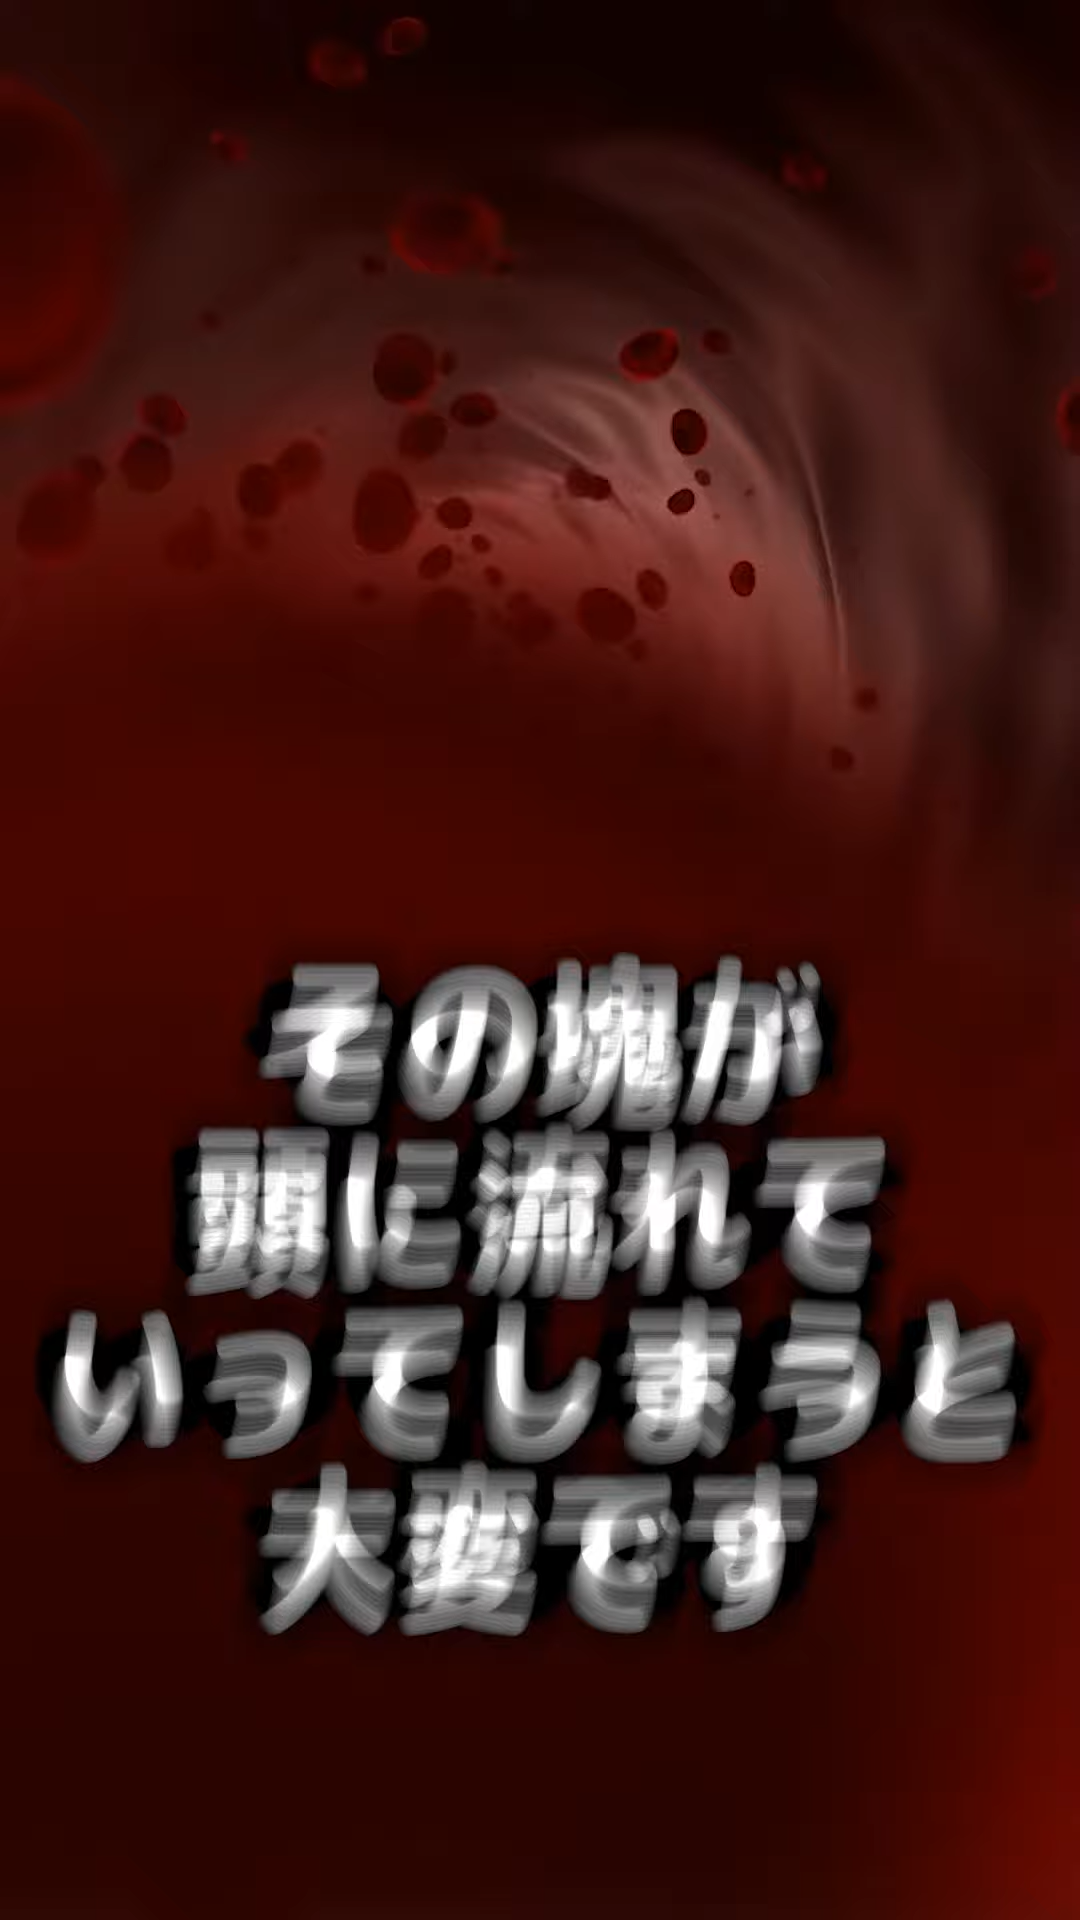 その塊が
頭に流れて
いってしまうと
大変です